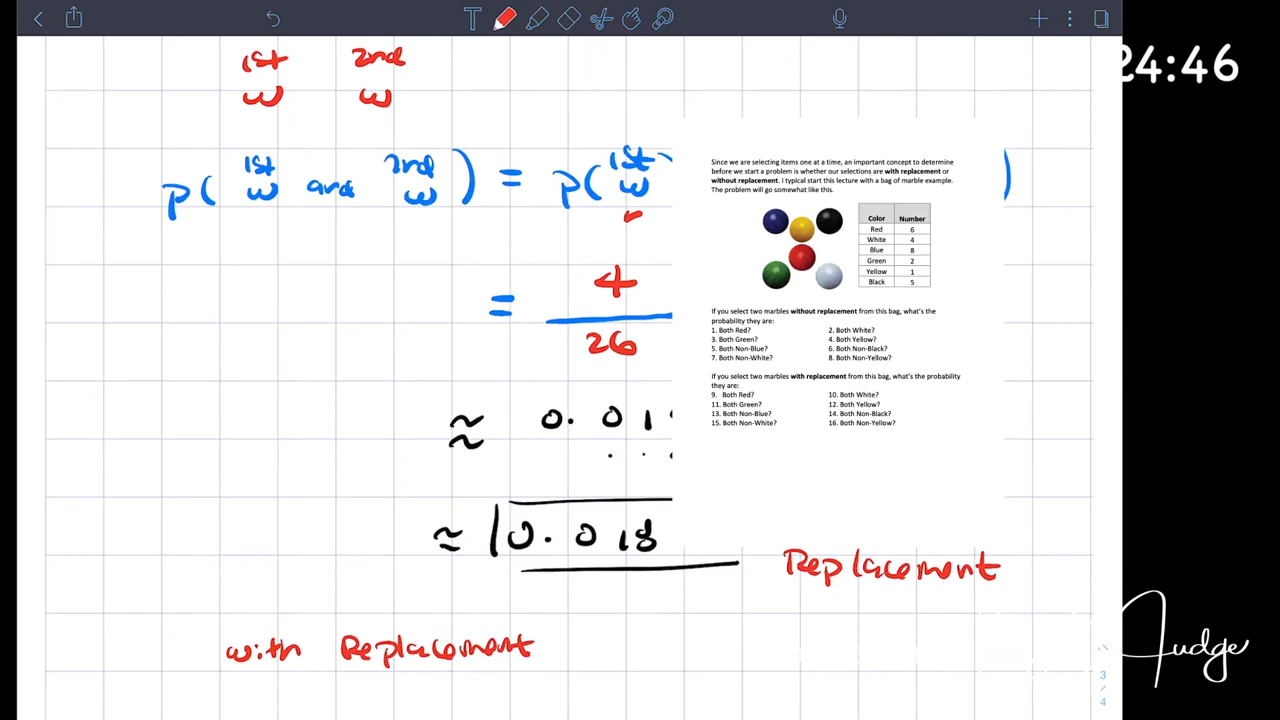 24:46
1st 2nd
w w
P( 1st w and 2nd w ) = P( 1st w )
= 4 / 26
≈ 0.01
≈ 0.018
Replacement
with Replacement
Since we are selecting items one at a time, an important concept to determine
before we start a problem is whether our selections are with replacement or
without replacement. I typical start this lecture with a bag of marble example.
The problem will go somewhat like this.
Color Number
Red 6
White 4
Blue 8
Green 2
Yellow 1
Black 5
If you select two marbles without replacement from this bag, what's the
probability they are:
1. Both Red? 2. Both White?
3. Both Green? 4. Both Yellow?
5. Both Non-Blue? 6. Both Non-Black?
7. Both Non-White? 8. Both Non-Yellow?
If you select two marbles with replacement from this bag, what's the probability
they are:
9. Both Red? 10. Both White?
11. Both Green? 12. Both Yellow?
13. Both Non-Blue? 14. Both Non-Black?
15. Both Non-White? 16. Both Non-Yellow?
Judge
3
/
4